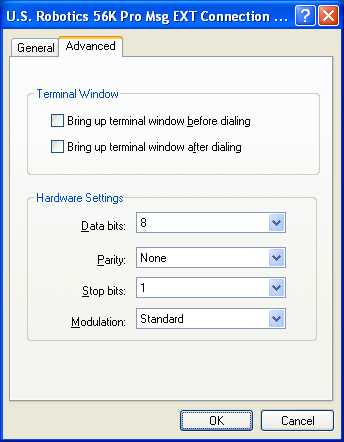 U.S. Robotics 56K Pro Msg EXT Connection ...
General Advanced
Terminal Window
Bring up terminal window before dialing
Bring up terminal window after dialing
Hardware Settings
Data bits: 8
Parity: None
Stop bits: 1
Modulation: Standard
OK Cancel